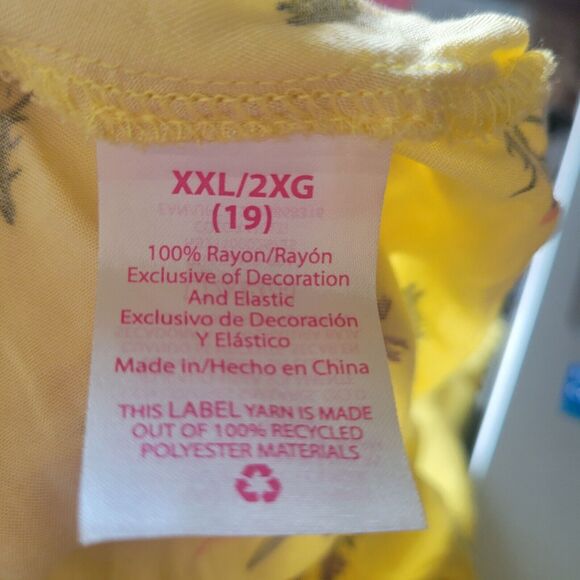 XXL/2XG
(19)
100% Rayon/Rayón
Exclusive of Decoration
And Elastic
Exclusivo de Decoración
Y Elástico
Made in/Hecho en China
THIS LABEL YARN IS MADE
OUT OF 100% RECYCLED
POLYESTER MATERIALS